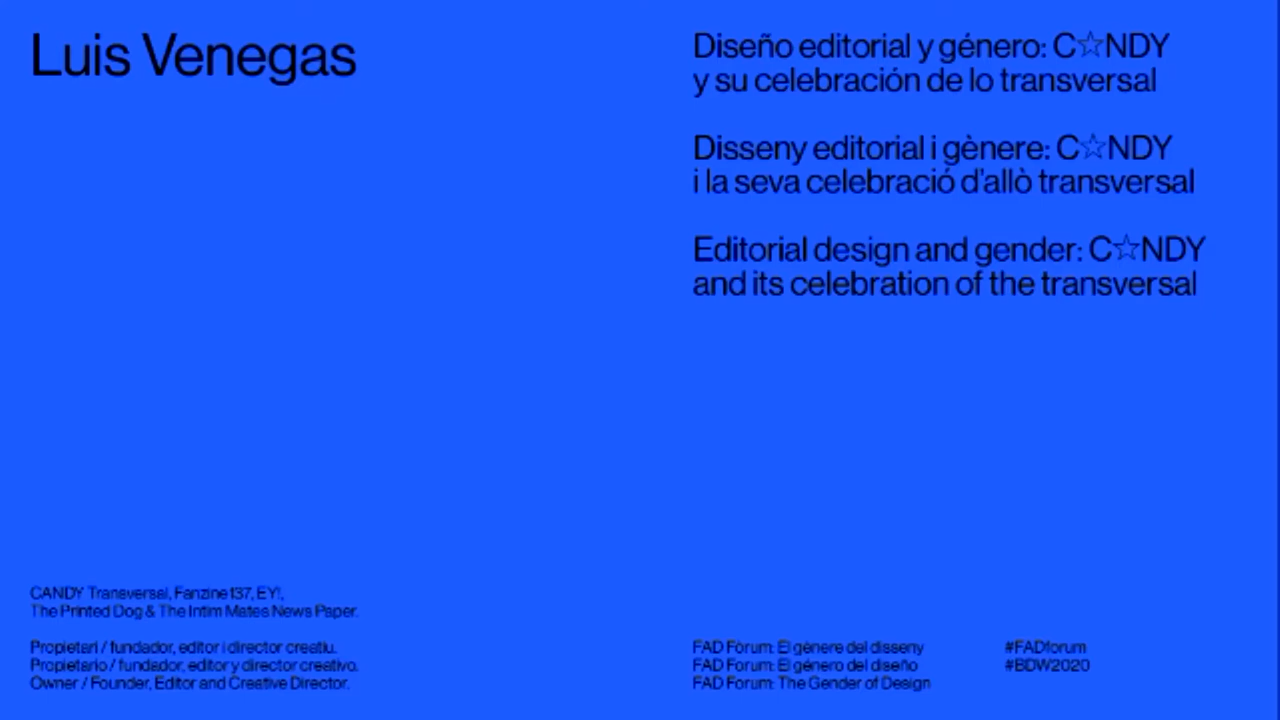 Luis Venegas
Diseño editorial y género: C☆NDY
y su celebración de lo transversal
Disseny editorial i gènere: C☆NDY
i la seva celebració d'allò transversal
Editorial design and gender: C☆NDY
and its celebration of the transversal
CANDY Transversal, Fanzine137, EY!,
The Printed Dog & The Intim Mates News Paper.
Propietari / fundador, editor i director creatiu.
Propietario / fundador, editor y director creativo.
Owner / Founder, Editor and Creative Director.
FAD Fòrum: El gènere del disseny
FAD Forum: El género del diseño
FAD Forum: The Gender of Design
#FADforum
#BDW2020